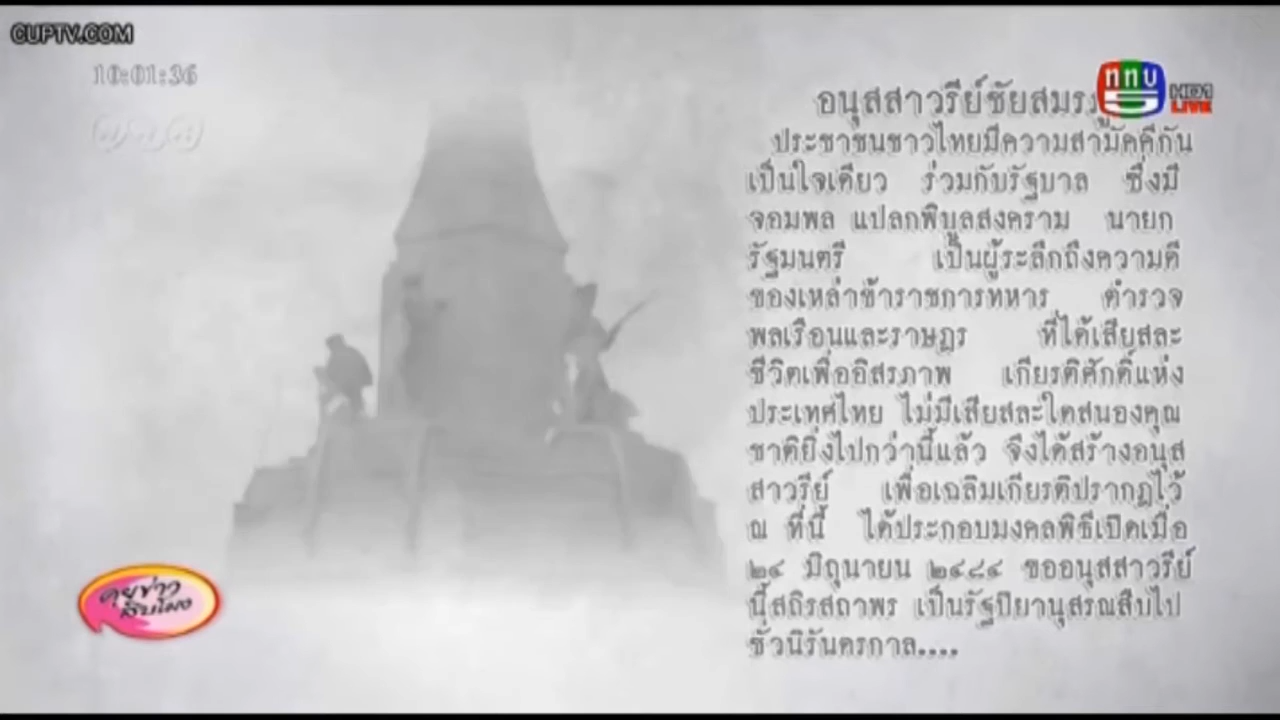 CUPTV.COM
10:01:36
ททบ
5
HD1
LIVE
อนุสสาวรีย์ชัยสมรภู
ประชาชนชาวไทยมีความสามัคคีกัน
เป็นใจเดียว ร่วมกับรัฐบาล ซึ่งมี
จอมพล แปลกพิบูลสงคราม นายก
รัฐมนตรี เป็นผู้ระลึกถึงความดี
ของเหล่าข้าราชการทหาร ตำรวจ
พลเรือนและราษฎร ที่ได้เสียสละ
ชีวิตเพื่ออิสรภาพ เกียรติศักดิ์แห่ง
ประเทศไทย ไม่มีเสียสละใดสนองคุณ
ชาติยิ่งไปกว่านี้แล้ว จึงได้สร้างอนุส
สาวรีย์ เพื่อเฉลิมเกียรติปรากฏไว้
ณ ที่นี้ ได้ประกอบมงคลพิธีเปิดเมื่อ
๒๔ มิถุนายน ๒๔๘๔ ขออนุสสาวรีย์
นี้สถิรสถาพร เป็นรัฐปิยานุสรณสืบไป
ชั่วนิรันดรกาล....
คุยข่าว
สิบโมง